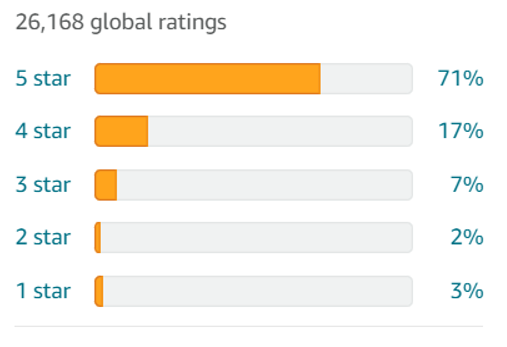 26,168 global ratings
5 star 71%
4 star 17%
3 star 7%
2 star 2%
1 star 3%